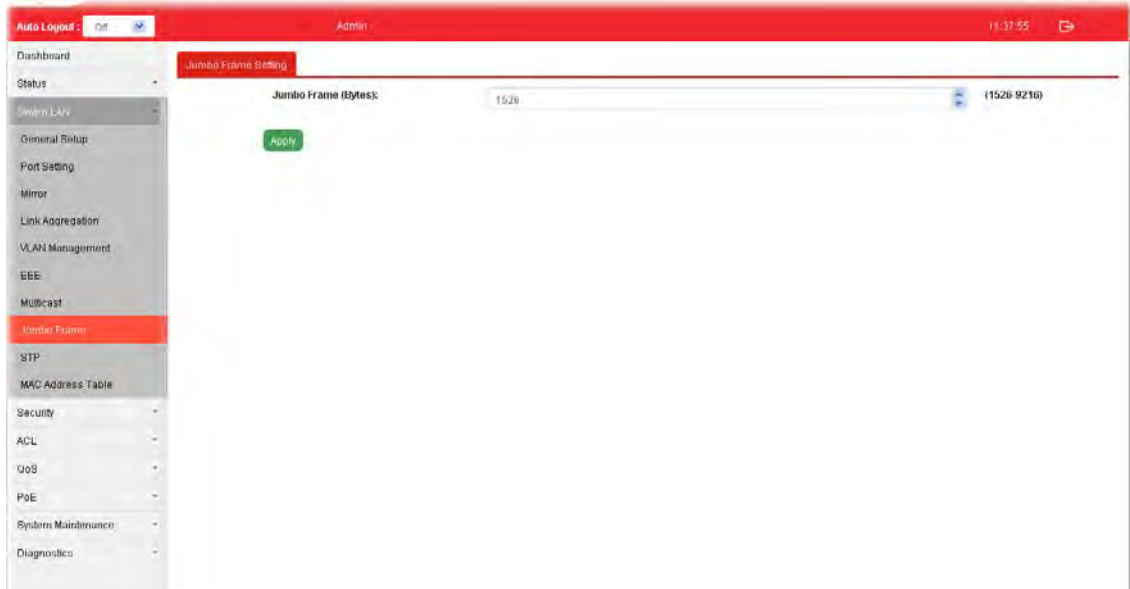 Auto Logout : Off Admin 11:37:55
Dashboard
Status
Switch LAN
General Setup
Port Setting
Mirror
Link Aggregation
VLAN Management
EEE
Multicast
Jumbo Frame
STP
MAC Address Table
Security
ACL
QoS
PoE
System Maintenance
Diagnostics
Jumbo Frame Setting
Jumbo Frame (Bytes): 1526 (1526-9216)
Apply